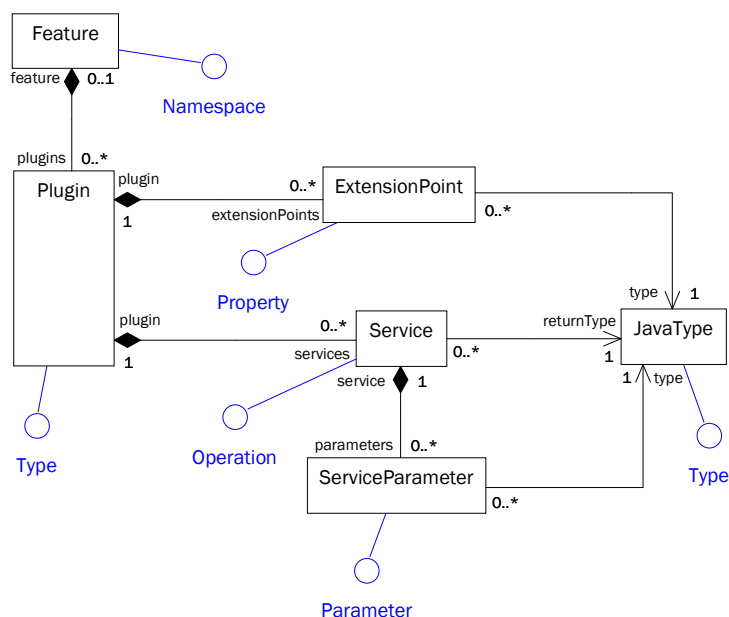 Feature
feature
0..1
Namespace
plugins
0..*
Plugin
plugin
1
0..*
extensionPoints
ExtensionPoint
0..*
Property
type
1
plugin
1
0..*
services
Service
0..*
returnType
1
JavaType
service
1
1
type
Type
Operation
parameters
0..*
ServiceParameter
0..*
Type
Parameter